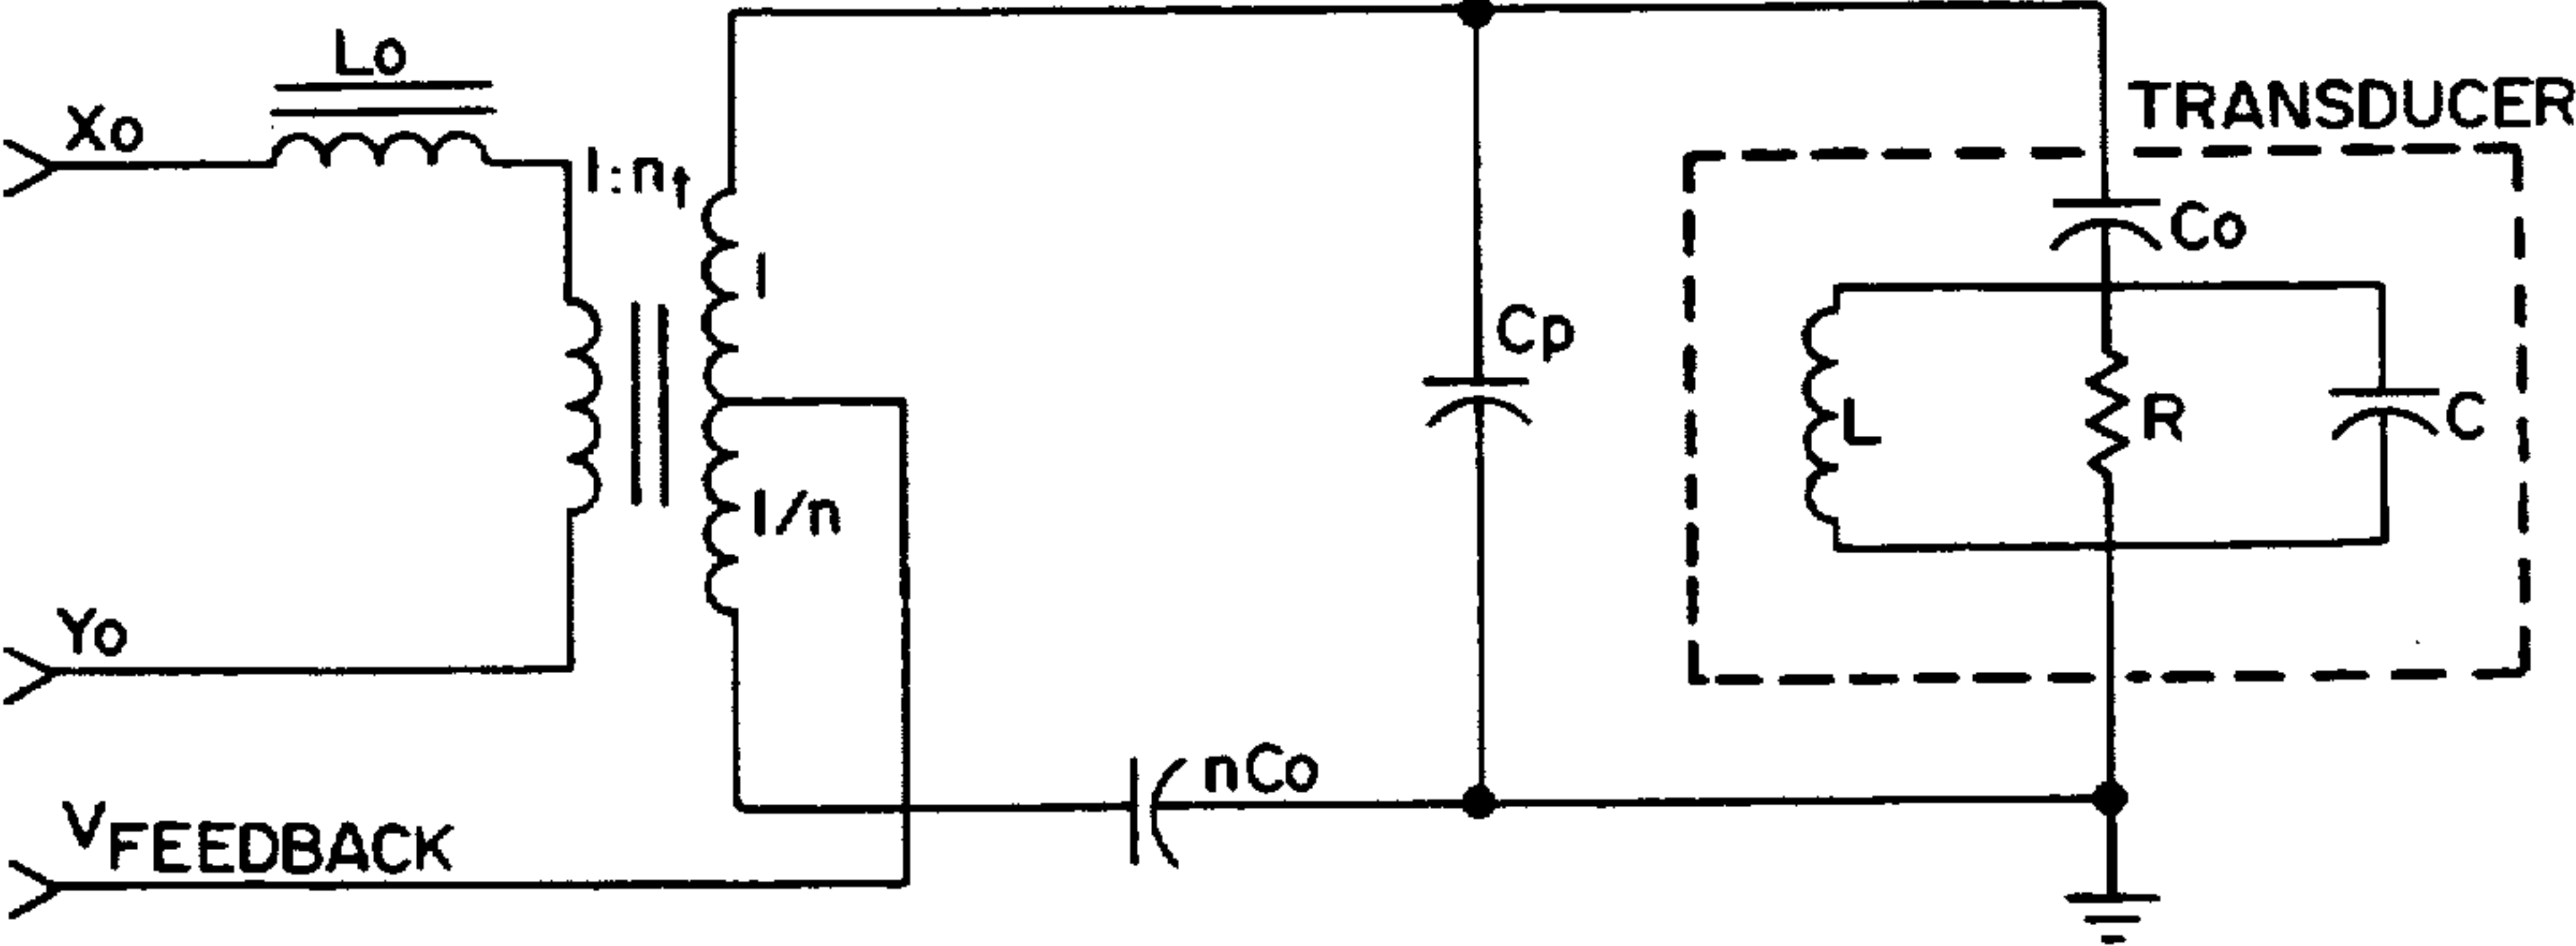 Lo
Xo
1:nt
TRANSDUCER
Co
1
Cp
L
R
C
1/n
Yo
nCo
VFEEDBACK